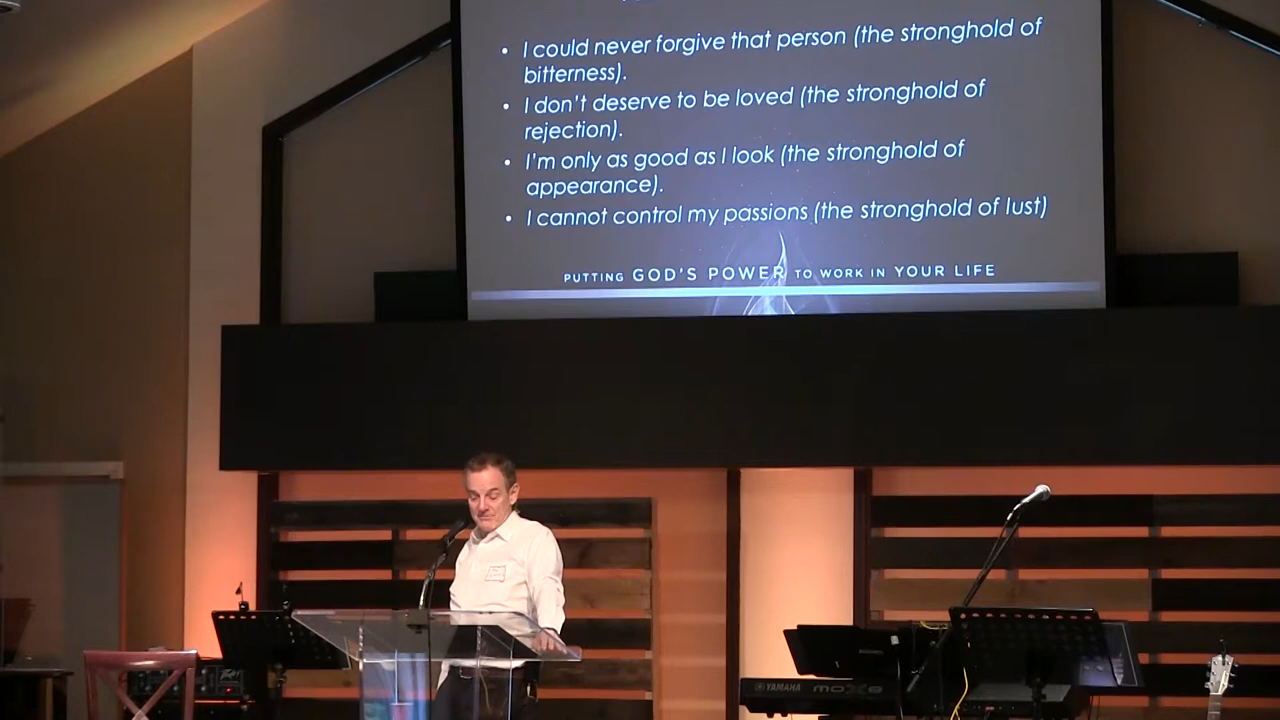 • I could never forgive that person (the stronghold of
bitterness).
• I don't deserve to be loved (the stronghold of
rejection).
• I'm only as good as I look (the stronghold of
appearance).
• I cannot control my passions (the stronghold of lust)
PUTTING GOD'S POWER TO WORK IN YOUR LIFE
PEAVEY
YAMAHA